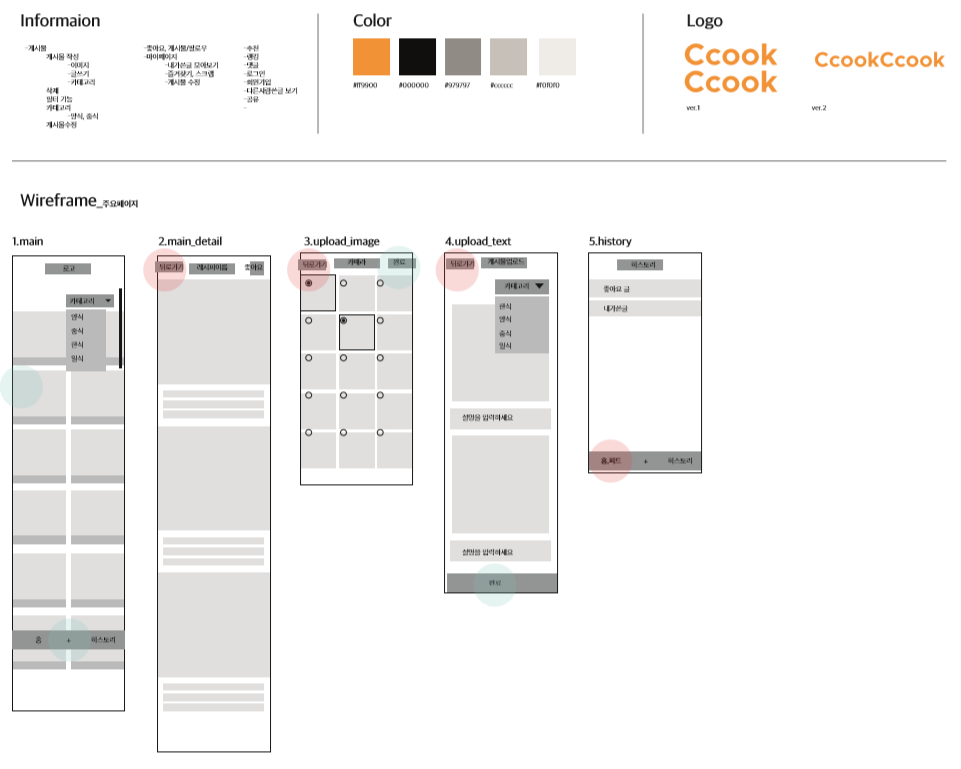 Informaion
-게시물
게시물 작성
-이미지
-글쓰기
-카테고리
삭제
멀티 기능
카테고리
-양식, 중식
게시물수정
-좋아요, 게시물/팔로우
-마이페이지
-내가쓴글 모아보기
-즐겨찾기, 스크랩
-게시물 수정
-추천
-랭킹
-댓글
-로그인
-회원가입
-다른사람쓴글 보기
-공유
-
Color
#ff9900
#000000
#979797
#cccccc
#f0f0f0
Logo
Ccook
Ccook
ver.1
CcookCcook
ver.2
Wireframe_주요페이지
1.main
로고
카테고리
양식
중식
한식
일식
홈
+
히스토리
2.main_detail
뒤로가기
레시피이름
좋아요
3.upload_image
뒤로가기
카메라
완료
4.upload_text
뒤로가기
게시물업로드
카테고리
한식
양식
중식
일식
설명을 입력하세요
설명을 입력하세요
완료
5.history
히스토리
좋아요 글
내가쓴글
홈,피드
+
히스토리